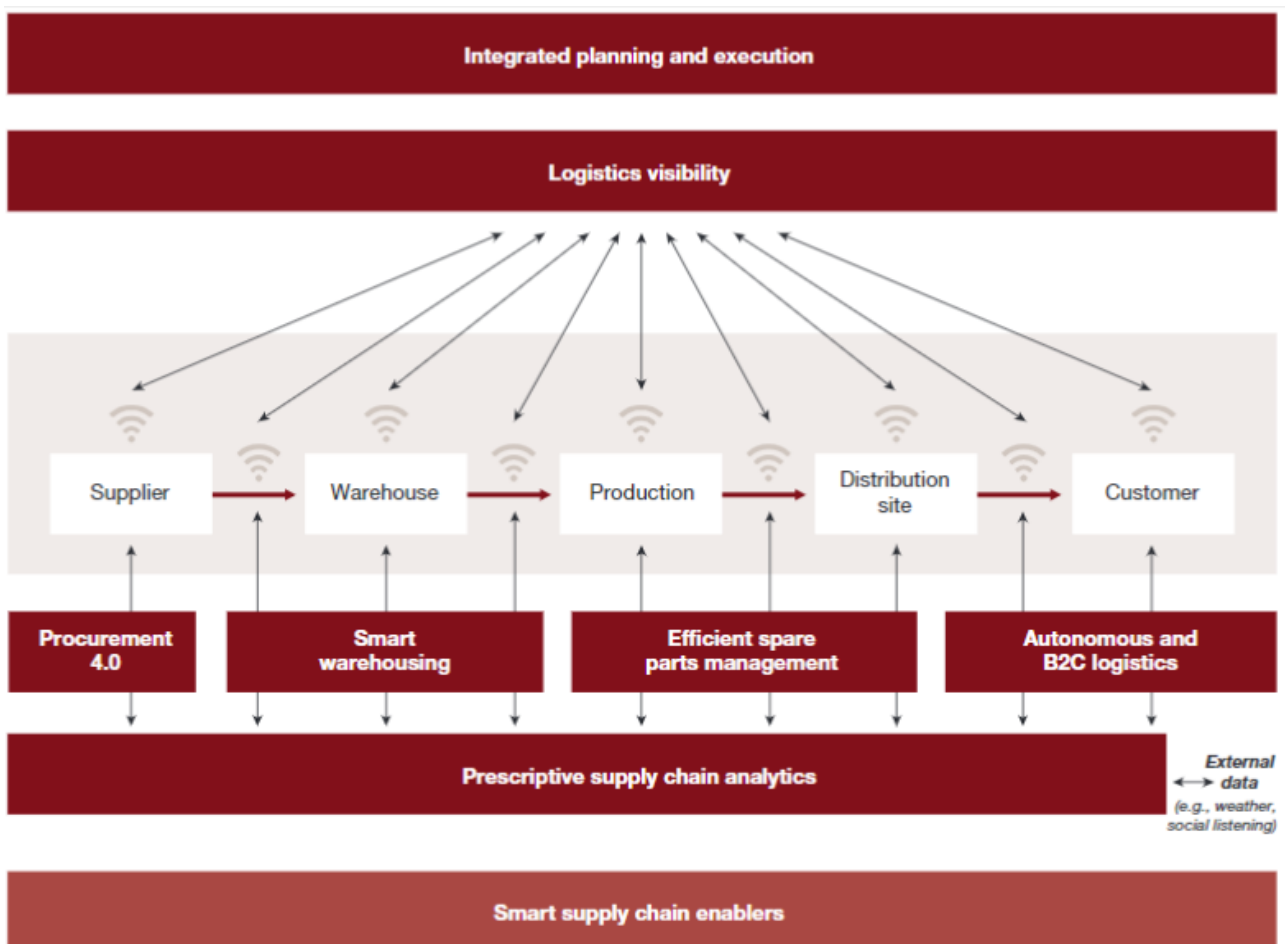 Integrated planning and execution
Logistics visibility
Supplier
Warehouse
Production
Distribution
site
Customer
Procurement
4.0
Smart
warehousing
Efficient spare
parts management
Autonomous and
B2C logistics
Prescriptive supply chain analytics
External
data
(e.g., weather,
social listening)
Smart supply chain enablers